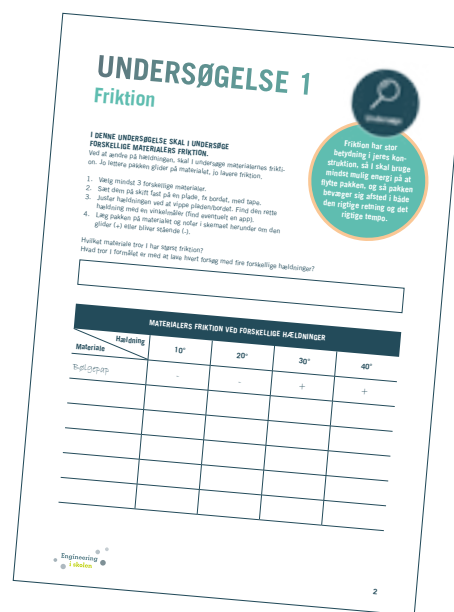 UNDERSØGELSE 1
Friktion
I DENNE UNDERSØGELSE SKAL I UNDERSØGE
FORSKELLIGE MATERIALERS FRIKTION.
Ved at ændre på hældningen, skal I undersøge materialernes frikti-
on. Jo lettere pakken glider på materialet, jo lavere friktion.
1. Vælg mindst 3 forskellige materialer.
2. Sæt dem på skift fast på en plade, fx bordet, med tape.
3. Justér hældningen ved at vippe pladen/bordet. Find den rette
hældning med en vinkelmåler (find eventuelt en app).
4. Læg pakken på materialet og notér i skemaet herunder om den
glider (+) eller bliver stående (-).
Hvilket materiale tror I har størst friktion?
Hvad tror I formålet er med at lave hvert forsøg med fire forskellige hældninger?
Friktion har stor
betydning i jeres kon-
struktion, så I skal bruge
mindst mulig energi på at
flytte pakken, og så pakken
bevæger sig afsted i både
den rigtige retning og det
rigtige tempo.
MATERIALERS FRIKTION VED FORSKELLIGE HÆLDNINGER
Hældning
Materiale
10° 20° 30° 40°
Bølgepap - - + +
Engineering
i skolen
2